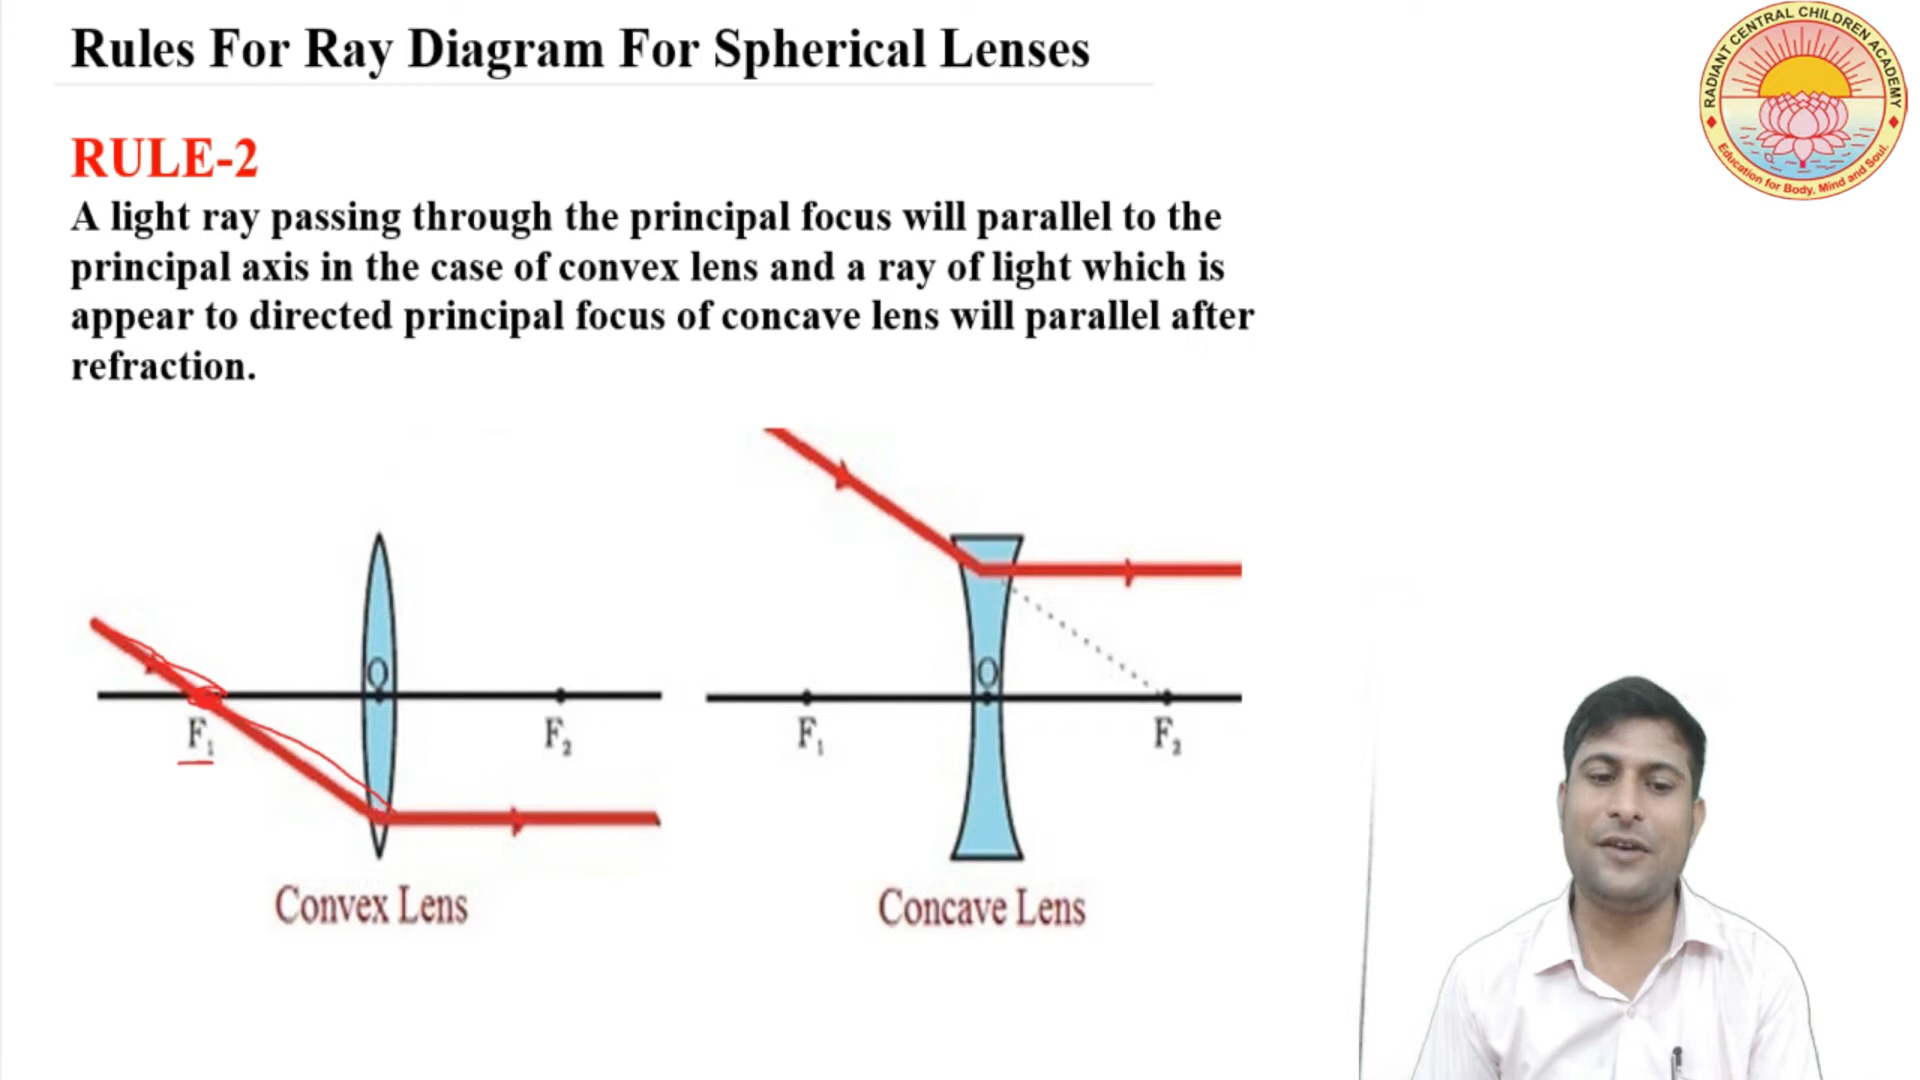 Rules For Ray Diagram For Spherical Lenses
RADIANT CENTRAL CHILDREN ACADEMY
Education for Body, Mind and Soul.
RULE-2
A light ray passing through the principal focus will parallel to the
principal axis in the case of convex lens and a ray of light which is
appear to directed principal focus of concave lens will parallel after
refraction.
O
F₁
F₂
Convex Lens
O
F₁
F₂
Concave Lens